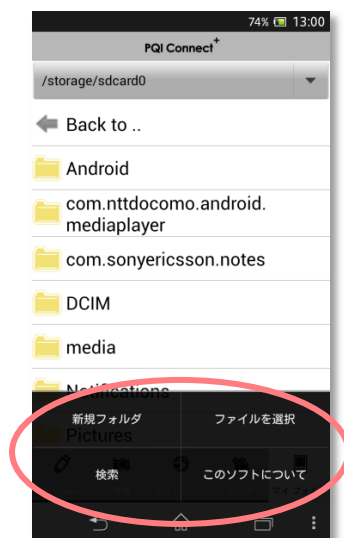 74% 13:00
PQI Connect+
/storage/sdcard0
Back to ..
Android
com.nttdocomo.android.
mediaplayer
com.sonyericsson.notes
DCIM
media
Notifications
新規フォルダ
ファイルを選択
Pictures
検索
このソフトについて